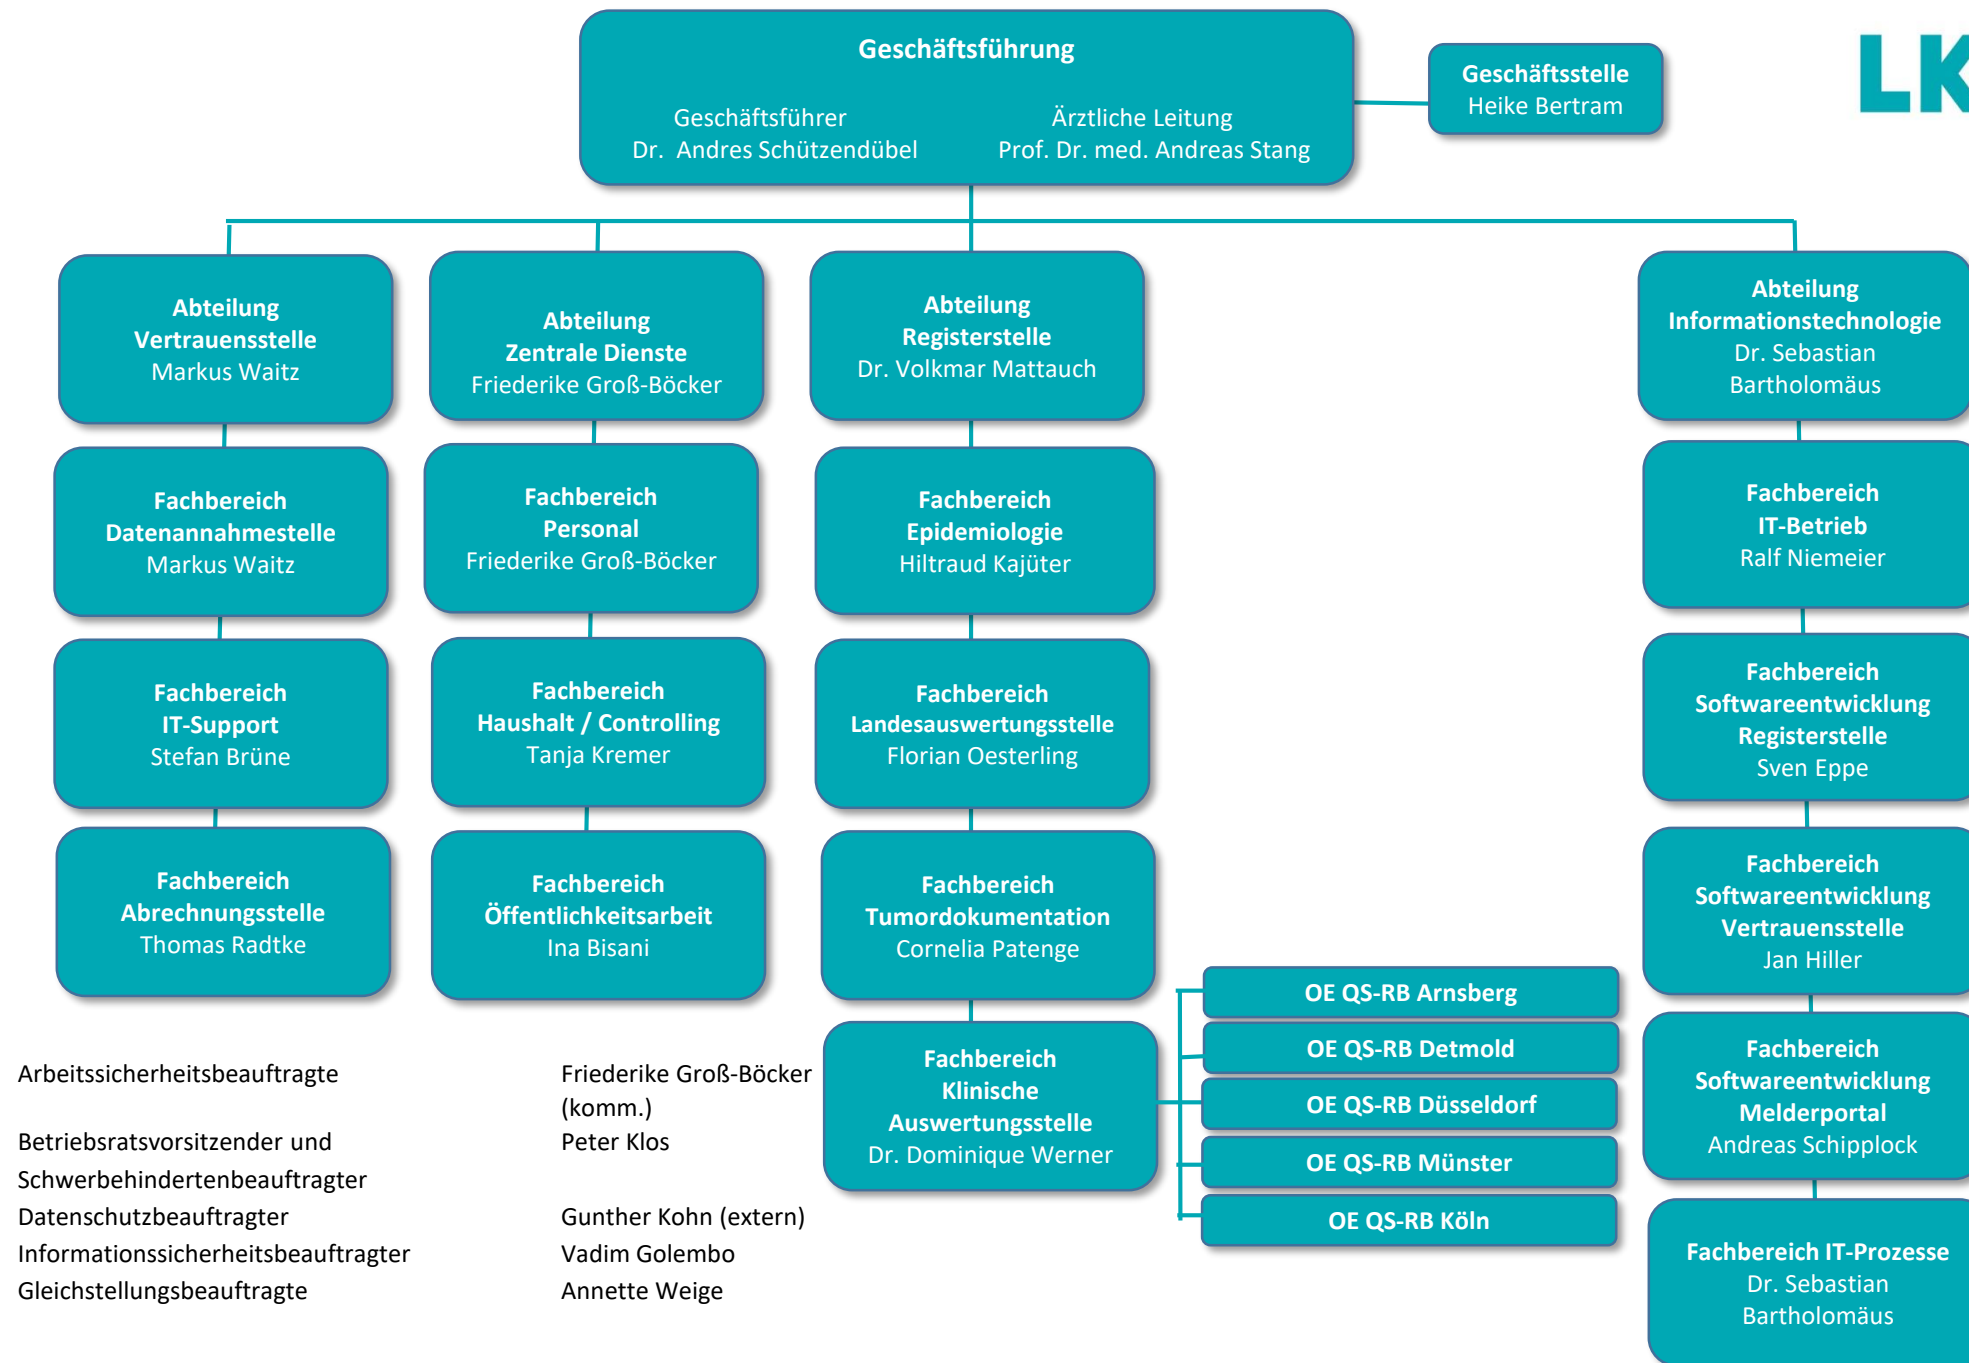 Geschäftsführung
Geschäftsführer
Dr. Andres Schützendübel
Ärztliche Leitung
Prof. Dr. med. Andreas Stang
Geschäftsstelle
Heike Bertram
LK
Abteilung
Vertrauensstelle
Markus Waitz
Abteilung
Zentrale Dienste
Friederike Groß-Böcker
Abteilung
Registerstelle
Dr. Volkmar Mattauch
Abteilung
Informationstechnologie
Dr. Sebastian
Bartholomäus
Fachbereich
Datenannahmestelle
Markus Waitz
Fachbereich
Personal
Friederike Groß-Böcker
Fachbereich
Epidemiologie
Hiltraud Kajüter
Fachbereich
IT-Betrieb
Ralf Niemeier
Fachbereich
IT-Support
Stefan Brüne
Fachbereich
Haushalt / Controlling
Tanja Kremer
Fachbereich
Landesauswertungsstelle
Florian Oesterling
Fachbereich
Softwareentwicklung
Registerstelle
Sven Eppe
Fachbereich
Abrechnungsstelle
Thomas Radtke
Fachbereich
Öffentlichkeitsarbeit
Ina Bisani
Fachbereich
Tumordokumentation
Cornelia Patenge
Fachbereich
Softwareentwicklung
Vertrauensstelle
Jan Hiller
Fachbereich
Klinische
Auswertungsstelle
Dr. Dominique Werner
OE QS-RB Arnsberg
OE QS-RB Detmold
OE QS-RB Düsseldorf
OE QS-RB Münster
OE QS-RB Köln
Fachbereich
Softwareentwicklung
Melderportal
Andreas Schipplock
Fachbereich IT-Prozesse
Dr. Sebastian
Bartholomäus
Arbeitssicherheitsbeauftragte Friederike Groß-Böcker
(komm.)
Betriebsratsvorsitzender und Peter Klos
Schwerbehindertenbeauftragter
Datenschutzbeauftragter Gunther Kohn (extern)
Informationssicherheitsbeauftragter Vadim Golembo
Gleichstellungsbeauftragte Annette Weige